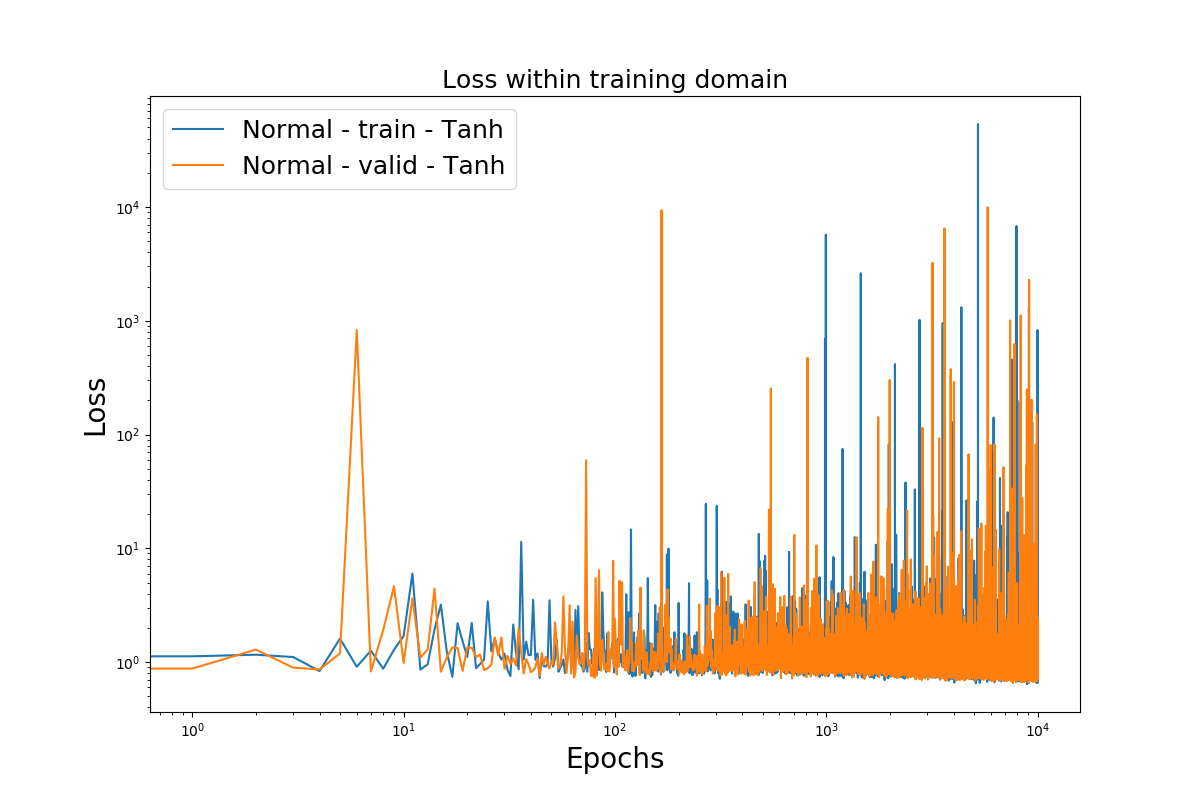 Loss within training domain
Normal - train - Tanh
Normal - valid - Tanh
Loss
10^4
10^3
10^2
10^1
10^0
10^0 10^1 10^2 10^3 10^4
Epochs